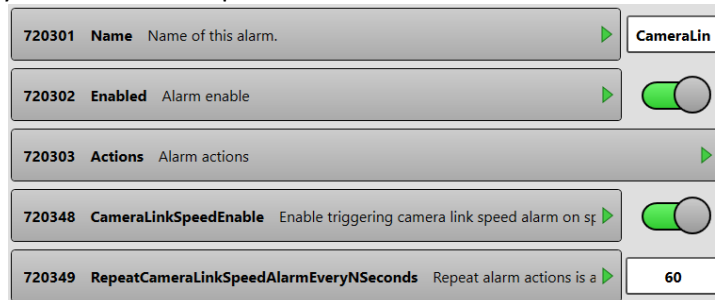 720301 Name Name of this alarm. CameraLin
720302 Enabled Alarm enable
720303 Actions Alarm actions
720348 CameraLinkSpeedEnable Enable triggering camera link speed alarm on sp
720349 RepeatCameraLinkSpeedAlarmEveryNSeconds Repeat alarm actions is a 60